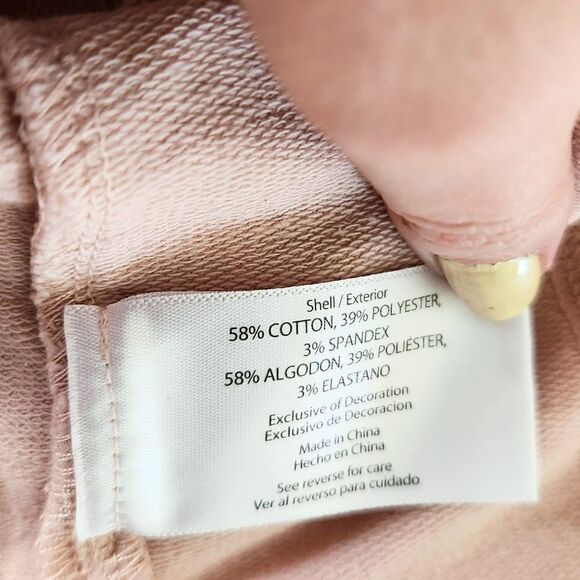 Shell / Exterior
58% COTTON, 39% POLYESTER,
3% SPANDEX
58% ALGODON, 39% POLIÉSTER,
3% ELASTANO
Exclusive of Decoration
Exclusivo de Decoracion
Made in China
Hecho en China
See reverse for care
Ver al reverso para cuidado